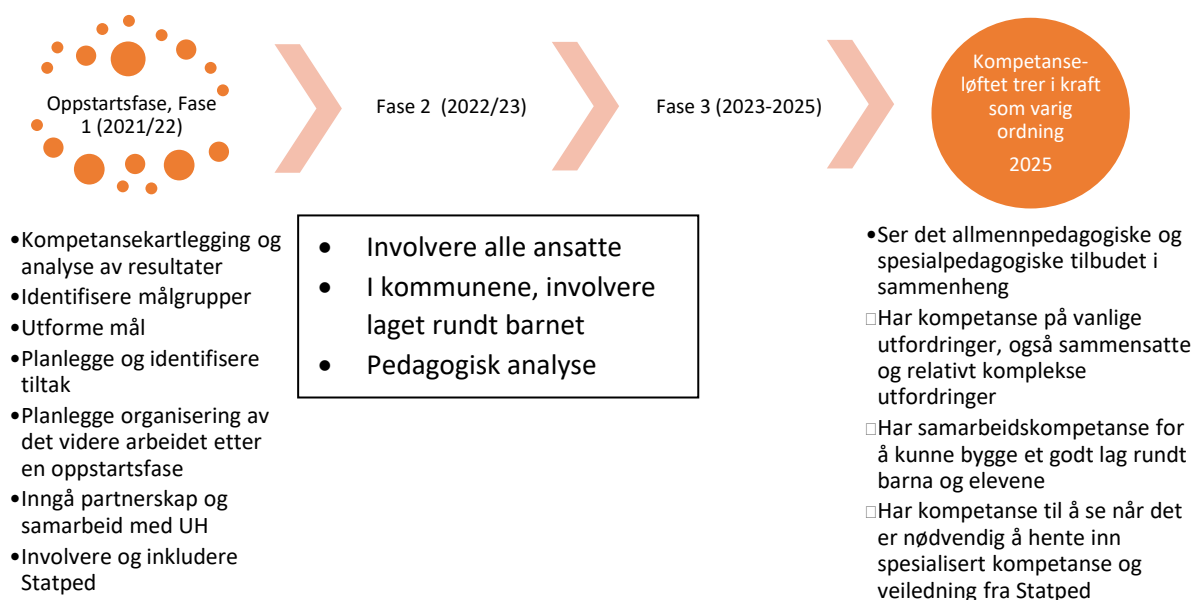 Oppstartsfase, Fase
1 (2021/22)
Fase 2  (2022/23)
Fase 3 (2023-2025)
Kompetanse-
løftet trer i kraft
som varig
ordning
2025
•Kompetansekartlegging og
analyse av resultater
•Identifisere målgrupper
•Utforme mål
•Planlegge og identifisere
tiltak
•Planlegge organisering av
det videre arbeidet etter
en oppstartsfase
•Inngå partnerskap og
samarbeid med UH
•Involvere og inkludere
Statped
• Involvere alle ansatte
• I kommunene, involvere
laget rundt barnet
• Pedagogisk analyse
•Ser det allmennpedagogiske og
spesialpedagogiske tilbudet i
sammenheng
□Har kompetanse på vanlige
utfordringer, også sammensatte
og relativt komplekse
utfordringer
□Har samarbeidskompetanse for
å kunne bygge et godt lag rundt
barna og elevene
□Har kompetanse til å se når det
er nødvendig å hente inn
spesialisert kompetanse og
veiledning fra Statped